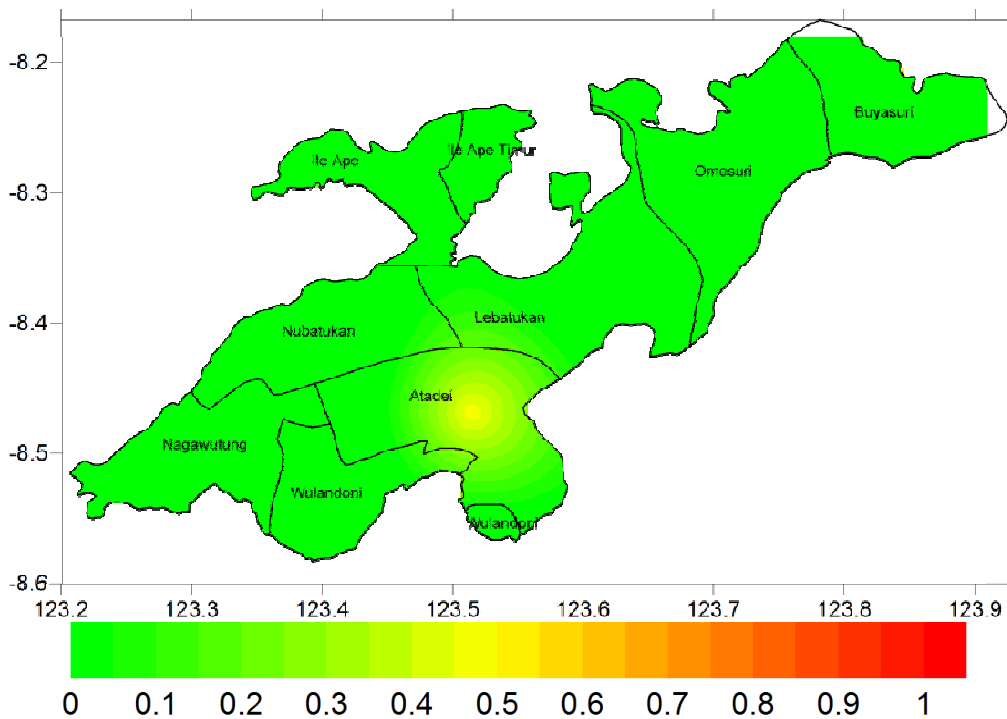 -8.2
Buyasuri
Ile Ape Timur
Ile Ape
Omesuri
-8.3
Lebatukan
-8.4
Nubatukan
Atadei
Nagawutung
-8.5
Wulandoni
Wulandoni
-8.6
123.2 123.3 123.4 123.5 123.6 123.7 123.8 123.9
0 0.1 0.2 0.3 0.4 0.5 0.6 0.7 0.8 0.9 1